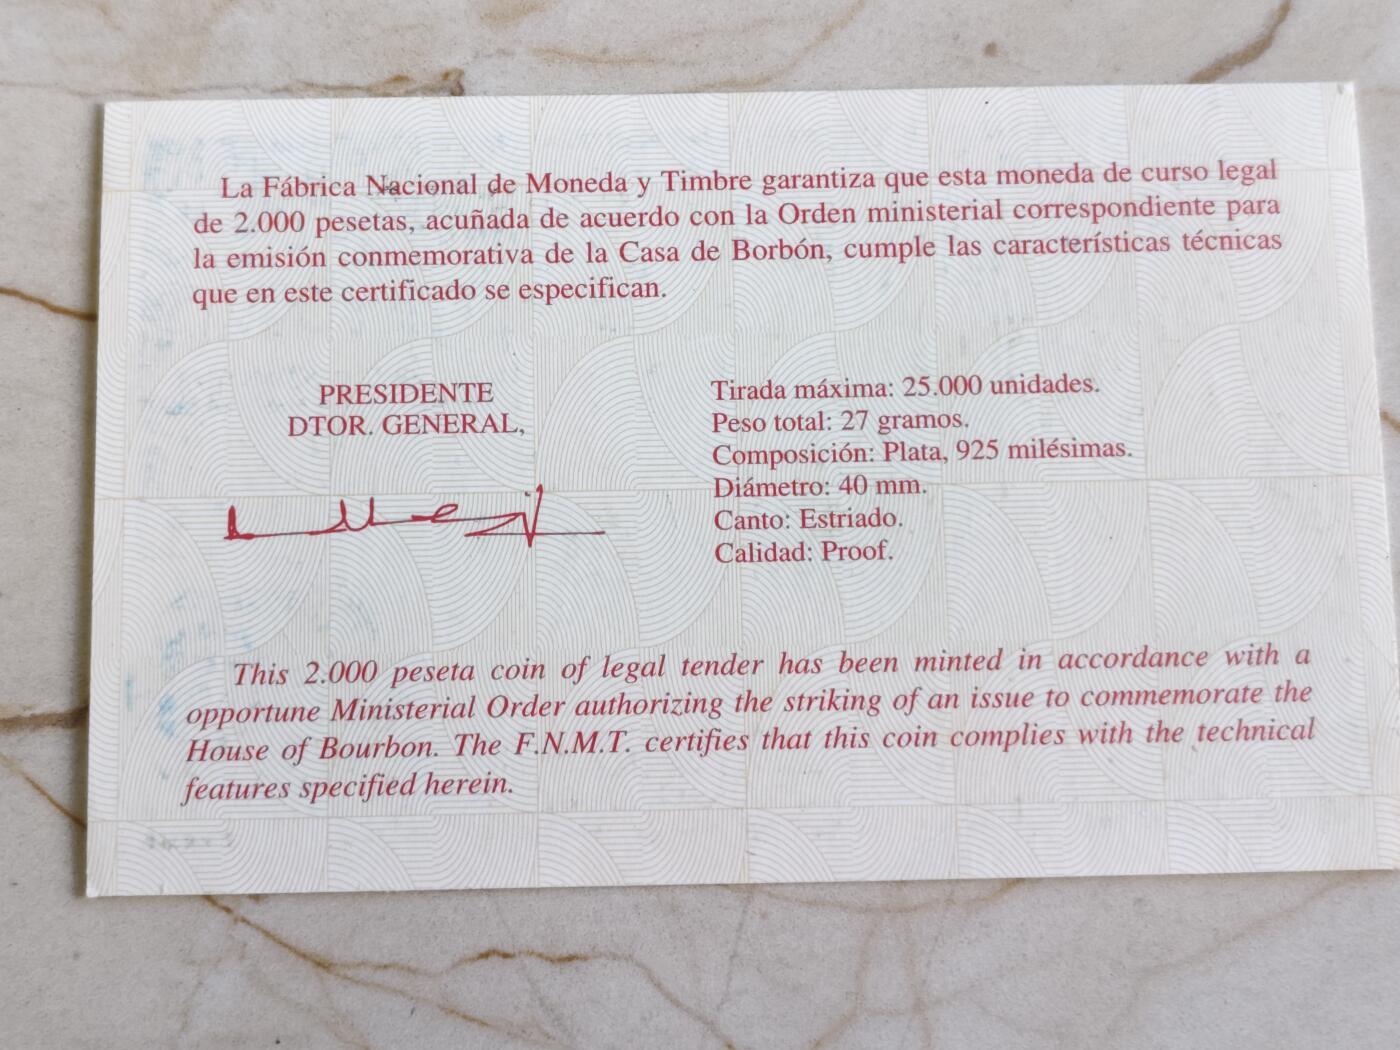 La Fábrica Nacional de Moneda y Timbre garantiza que esta moneda de curso legal
de 2.000 pesetas, acuñada de acuerdo con la Orden ministerial correspondiente para
la emisión conmemorativa de la Casa de Borbón, cumple las características técnicas
que en este certificado se especifican.
PRESIDENTE
DTOR. GENERAL,
Tirada máxima: 25.000 unidades.
Peso total: 27 gramos.
Composición: Plata, 925 milésimas.
Diámetro: 40 mm.
Canto: Estriado.
Calidad: Proof.
This 2.000 peseta coin of legal tender has been minted in accordance with a
opportune Ministerial Order authorizing the striking of an issue to commemorate the
House of Bourbon. The F.N.M.T. certifies that this coin complies with the technical
features specified herein.